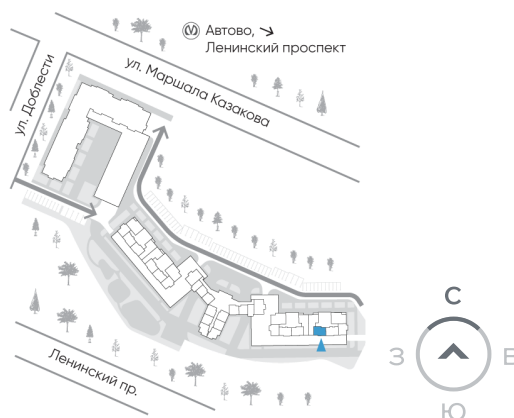 Автово, ↘
Ленинский проспект
ул. Маршала Казакова
ул. Доблести
Ленинский пр.
С
З
В
Ю